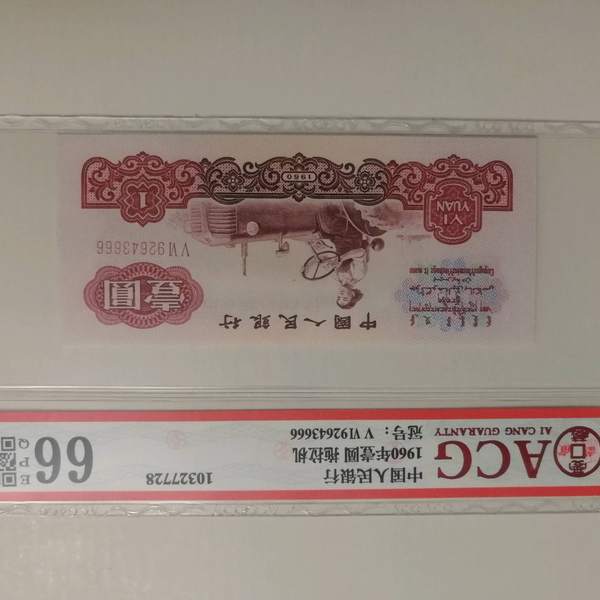 ACG
AI CANG GUARANTY
中国人民银行
1960年壹圆 拖拉机
冠号：V VI92643666
10327728
66
E
P
Q
中國人民銀行
壹圓
V VI 92643666
YI
YUAN
1960
1